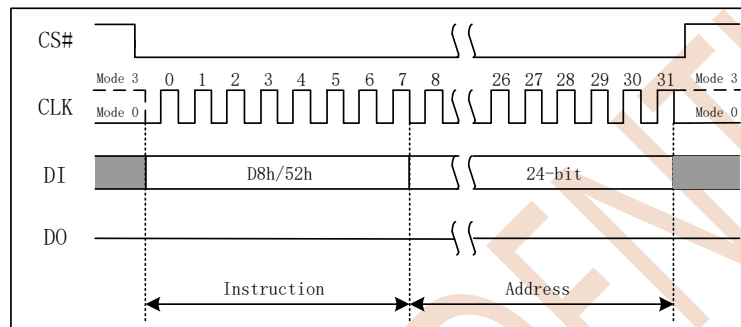 CS#
Mode 3 0 1 2 3 4 5 6 7 8 26 27 28 29 30 31 Mode 3
CLK Mode 0 Mode 0
DI D8h/52h 24-bit
DO
Instruction Address